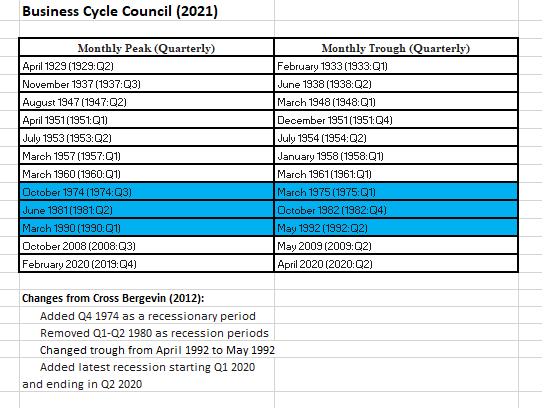 Business Cycle Council (2021)
Monthly Peak (Quarterly) Monthly Trough (Quarterly)
April 1929 (1929:Q2) February 1933 (1933:Q1)
November 1937 (1937:Q3) June 1938 (1938:Q2)
August 1947 (1947:Q2) March 1948 (1948:Q1)
April 1951 (1951:Q1) December 1951 (1951:Q4)
July 1953 (1953:Q2) July 1954 (1954:Q2)
March 1957 (1957:Q1) January 1958 (1958:Q1)
March 1960 (1960:Q1) March 1961 (1961:Q1)
October 1974 (1974:Q3) March 1975 (1975:Q1)
June 1981 (1981:Q2) October 1982 (1982:Q4)
March 1990 (1990:Q1) May 1992 (1992:Q2)
October 2008 (2008:Q3) May 2009 (2009:Q2)
February 2020 (2019:Q4) April 2020 (2020:Q2)
Changes from Cross Bergevin (2012):
Added Q4 1974 as a recessionary period
Removed Q1-Q2 1980 as recession periods
Changed trough from April 1992 to May 1992
Added latest recession starting Q1 2020
and ending in Q2 2020